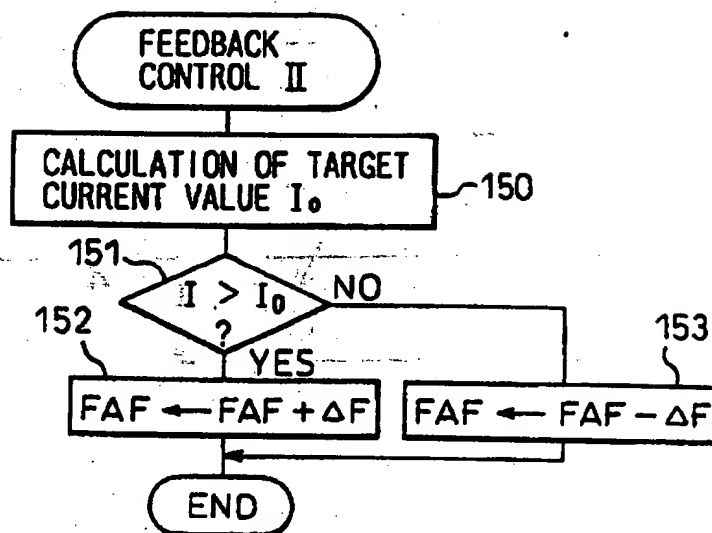 FEEDBACK
CONTROL II
CALCULATION OF TARGET
CURRENT VALUE I₀
150
151
I > I₀
?
NO
YES
152
FAF ← FAF + ΔF
153
FAF ← FAF − ΔF
END